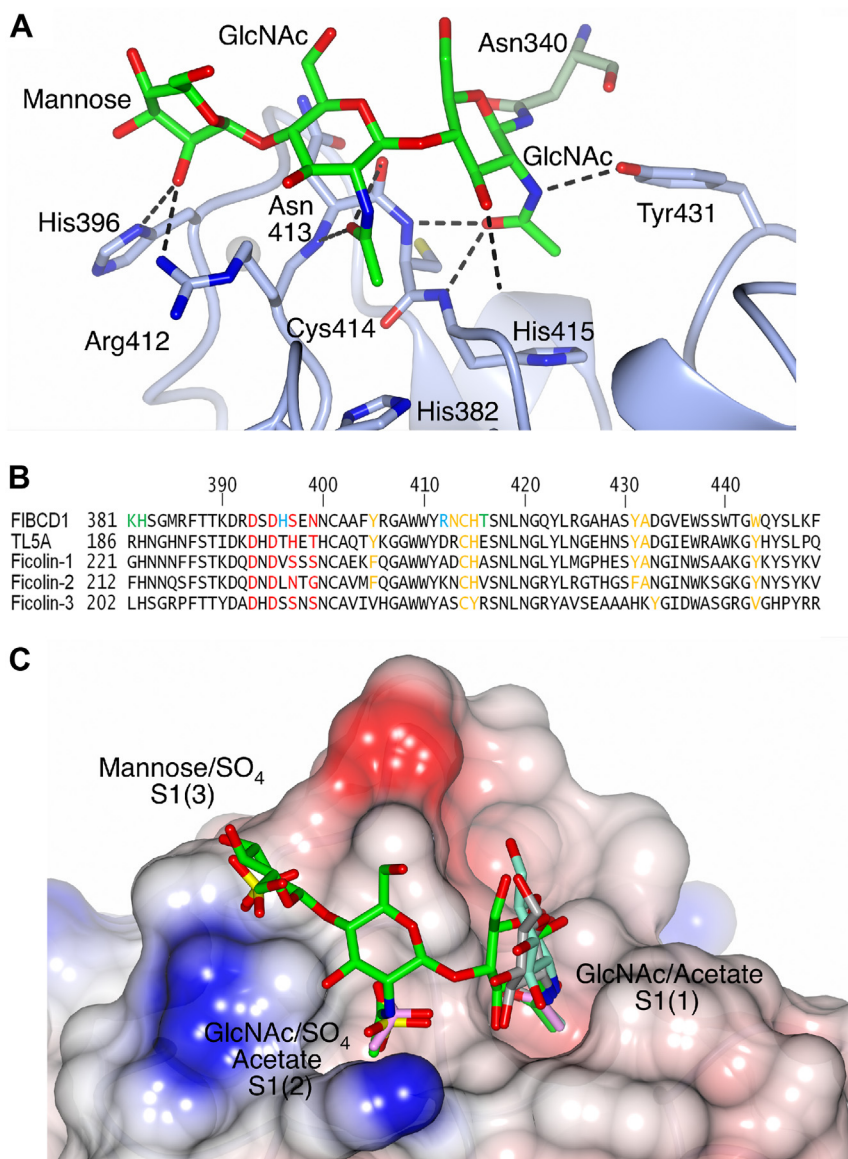 A
GlcNAc
Asn340
Mannose
GlcNAc
Asn
413
His396
Tyr431
Arg412
Cys414
His415
His382
B
390 400 410 420 430 440
FIBCD1 381 KHSGMRFTTKDRDSDHSENNCAAFYRGAWWYRNCHTSNLNGQYLRGAHASYADGVEWSSWTGWQYSLKF
TL5A 186 RHNGHNFSTIDKDHDTHETHCAQTYKGGWWYDRCHESNLNGLYLNGEHNSYADGIEWRAWKGYHYSLPQ
Ficolin-1 221 GHNNNFFSTKDQDNDVSSSNCAEKFQGAWWYADCHASNLNGLYLMGPHESYANGINWSAAKGYKYSYKV
Ficolin-2 212 FHNNQSFSTKDQDNDLNTGNCAVMFQGAWWYKNCHVSNLNGRYLRGTHGSFANGINWKSGKGYNYSYKV
Ficolin-3 202 LHSGRPFTTYDADHDSSNSNCAVIVHGAWWYASCYRSNLNGRYAVSEAAAHKYGIDWASGRGVGHPYRR
C
Mannose/SO4
S1(3)
GlcNAc/Acetate
S1(1)
GlcNAc/SO4
Acetate
S1(2)